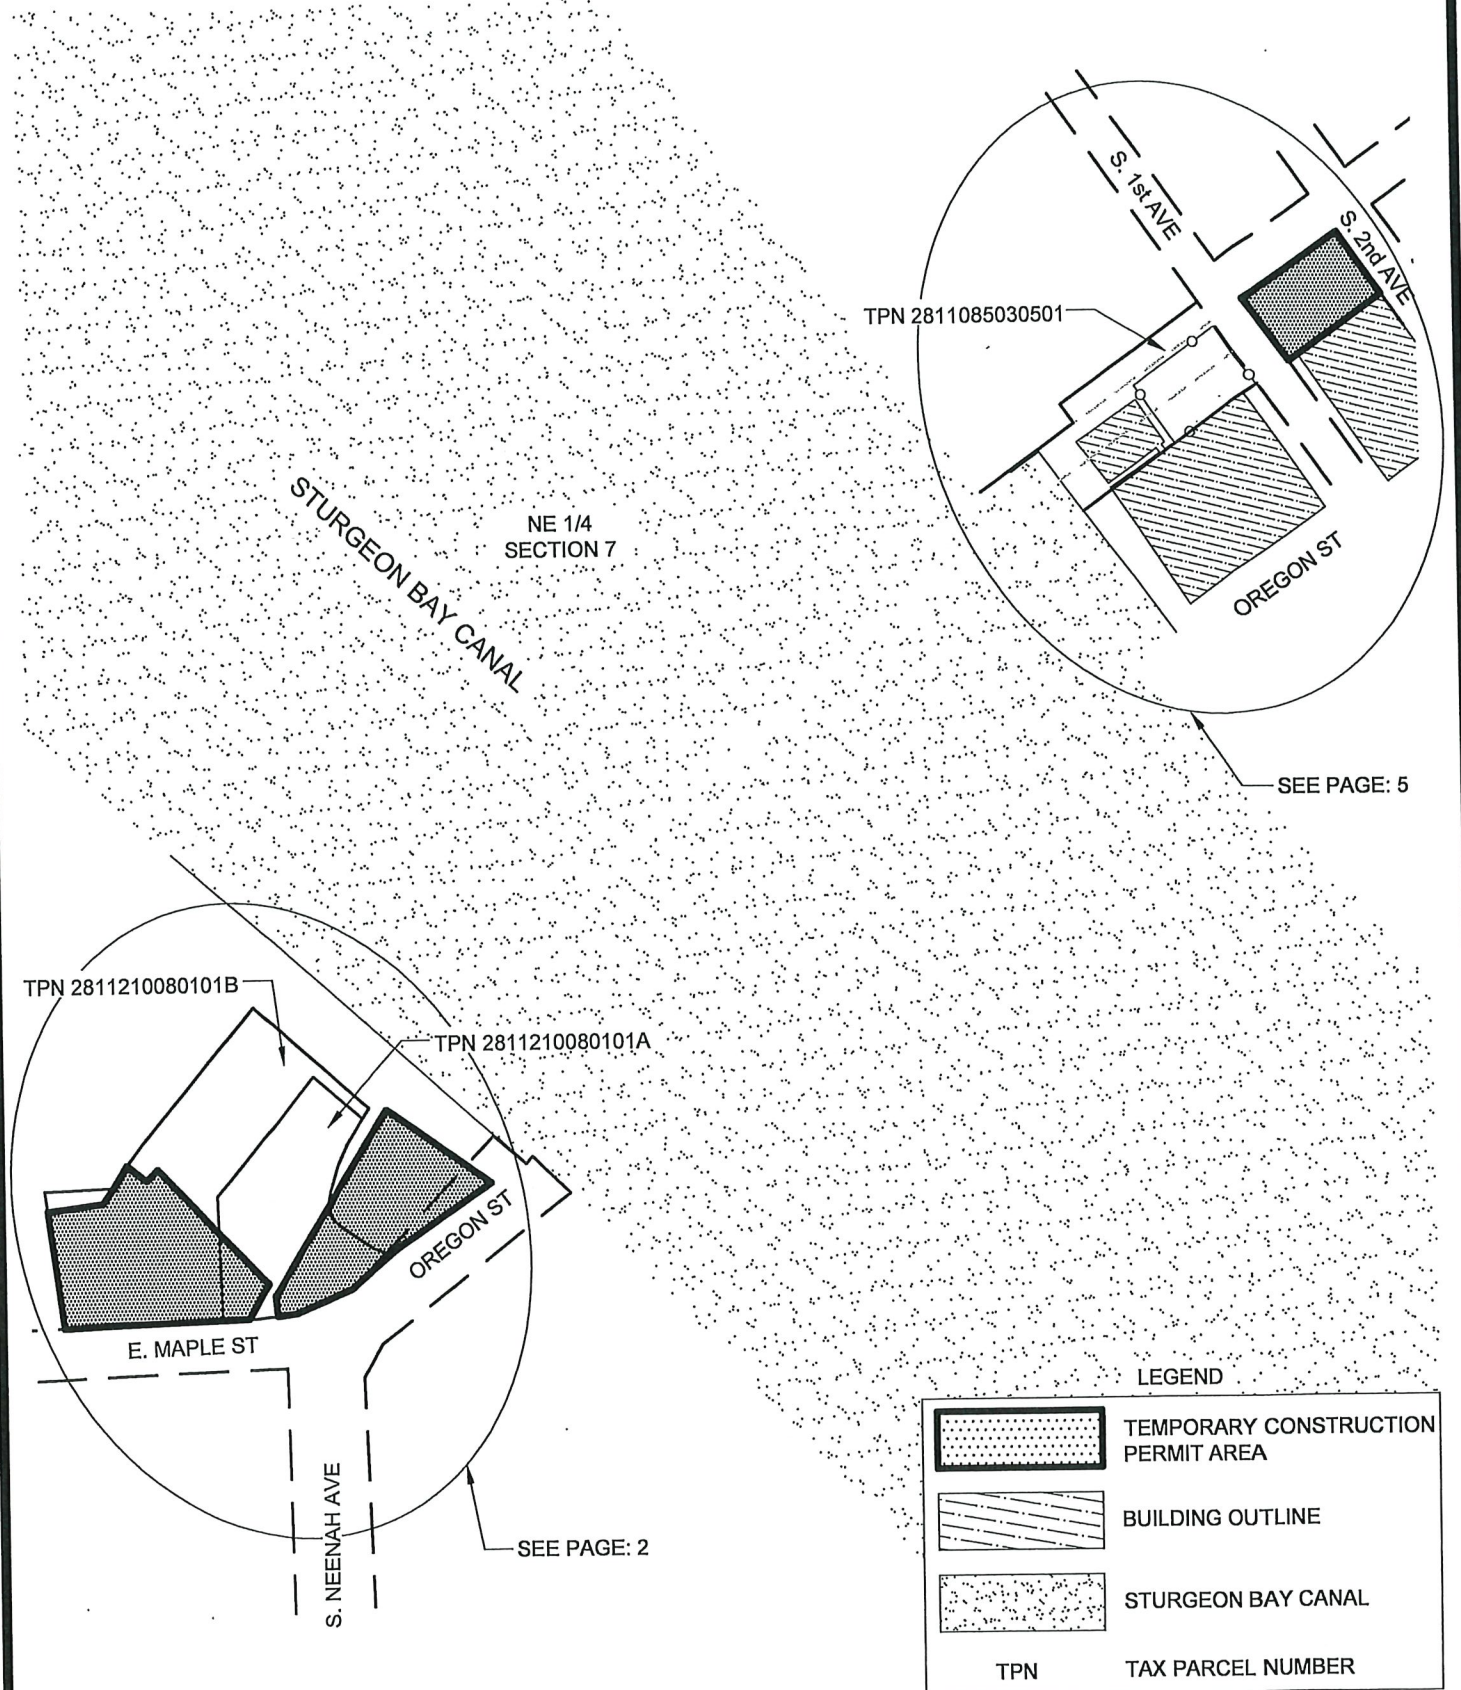 S. 1st AVE
S. 2nd AVE
TPN 2811085030501
OREGON ST
STURGEON BAY CANAL
NE 1/4
SECTION 7
SEE PAGE: 5
TPN 2811210080101B
TPN 2811210080101A
OREGON ST
E. MAPLE ST
S. NEENAH AVE
SEE PAGE: 2
LEGEND
TEMPORARY CONSTRUCTION
PERMIT AREA
BUILDING OUTLINE
STURGEON BAY CANAL
TPN TAX PARCEL NUMBER